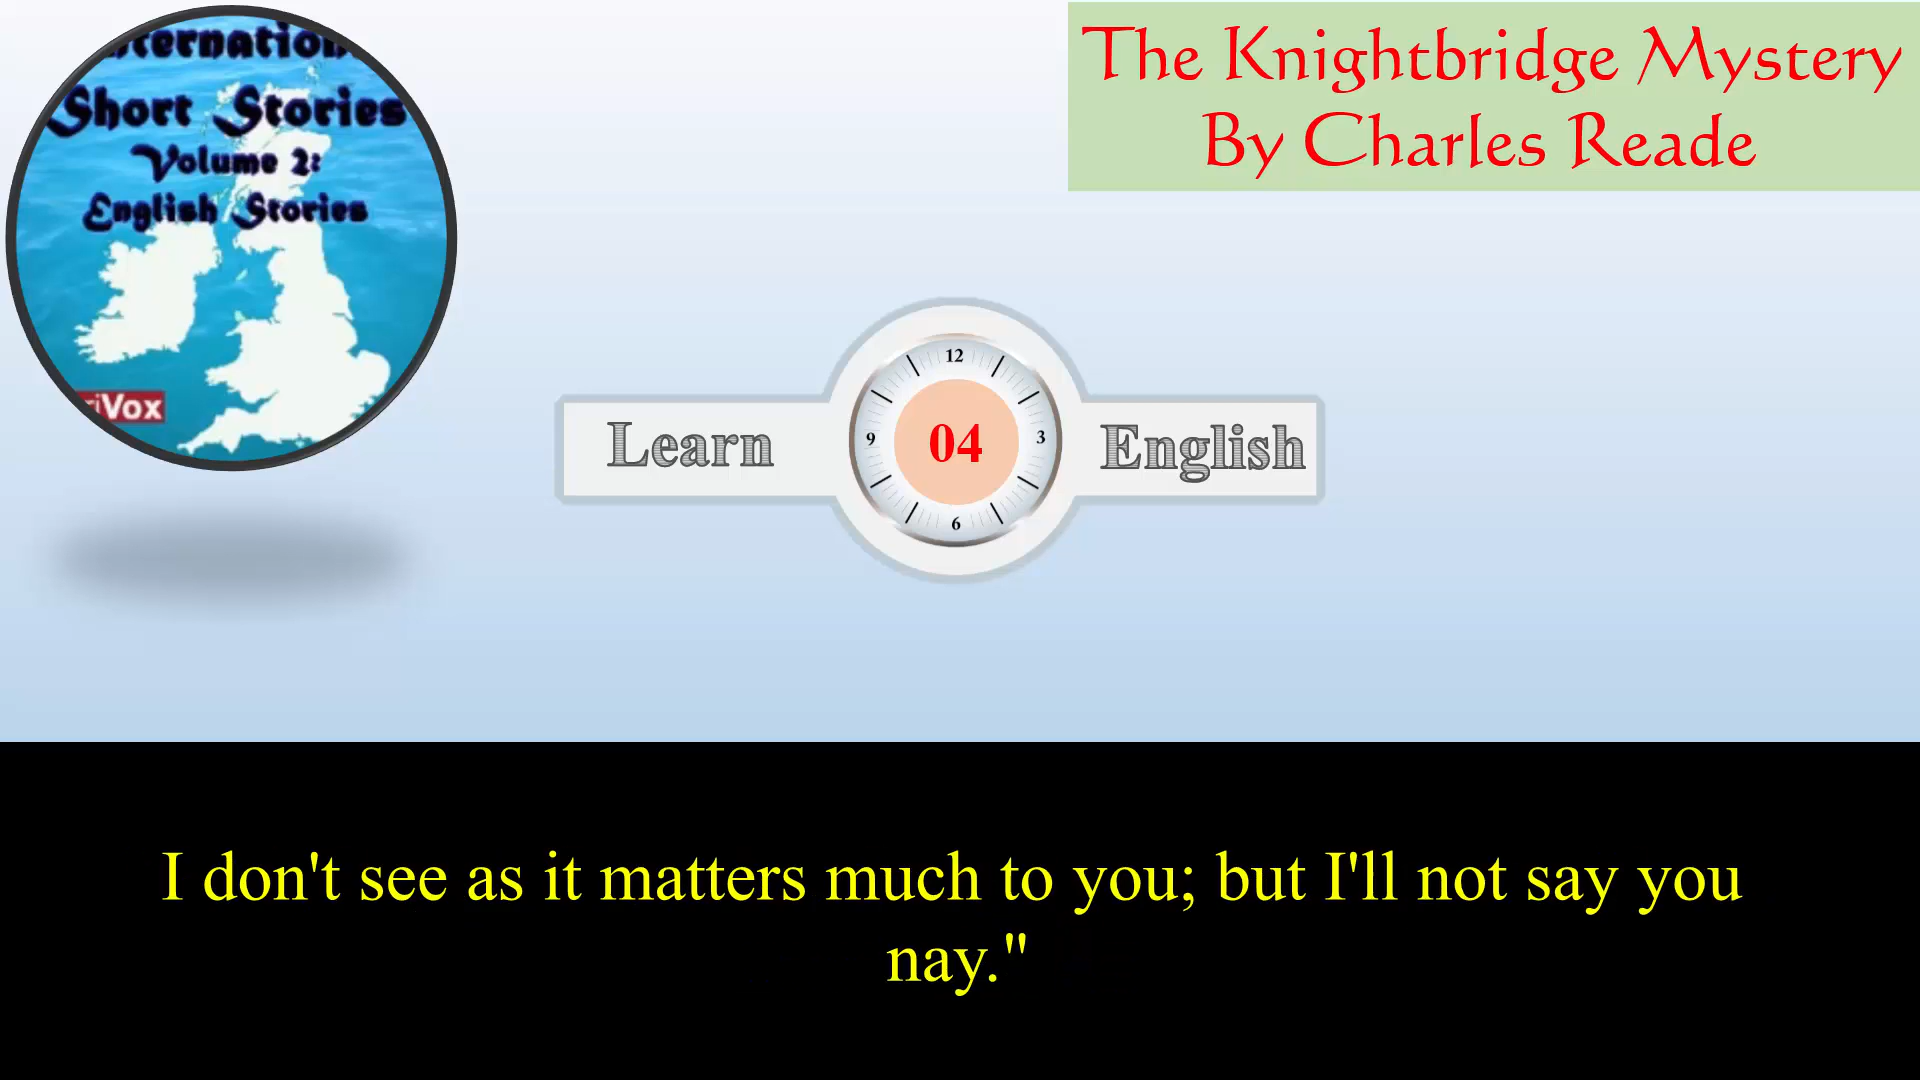 Short Stories
Volume 2:
English Stories
Vox
The Knightbridge Mystery
By Charles Reade
12
9
3
6
04
Learn
English
I don't see as it matters much to you; but I'll not say you
nay."